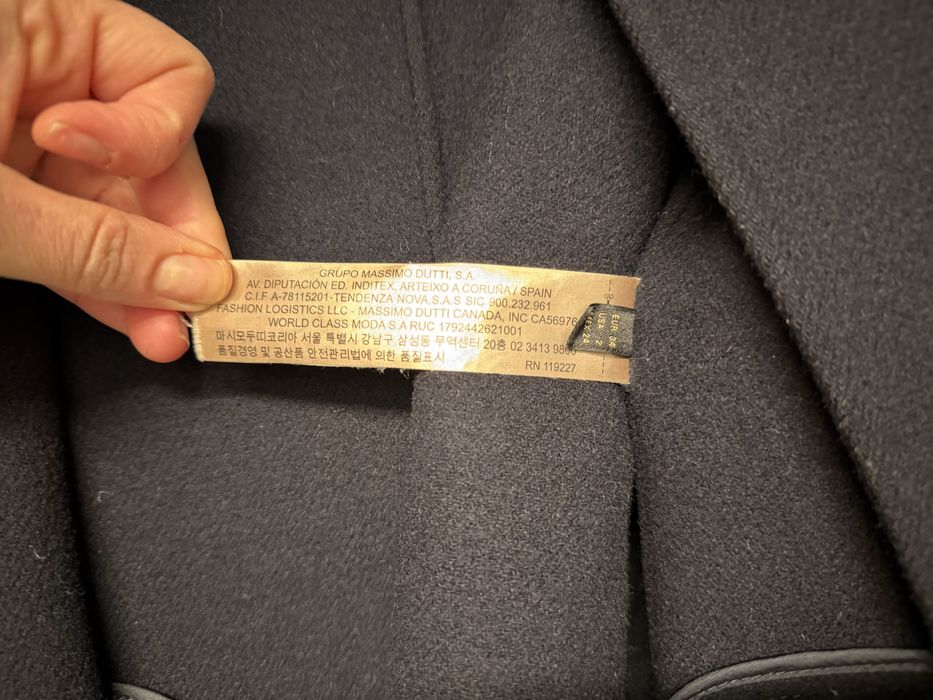 GRUPO MASSIMO DUTTI, S.A.
AV. DIPUTACIÓN ED. INDITEX, ARTEIXO A CORUÑA / SPAIN
C.I.F A-78115201-TENDENZA NOVA,S.A.S SIC 900.232.961
FASHION LOGISTICS LLC - MASSIMO DUTTI CANADA, INC CA56976
WORLD CLASS MODA S.A RUC 1792442621001
마시모두띠코리아 서울 특별시 강남구 삼성동 무역센터 20층 02 3413 9800
품질경영 및 공산품 안전관리법에 의한 품질표시
RN 119227
EUR 34
USA 2